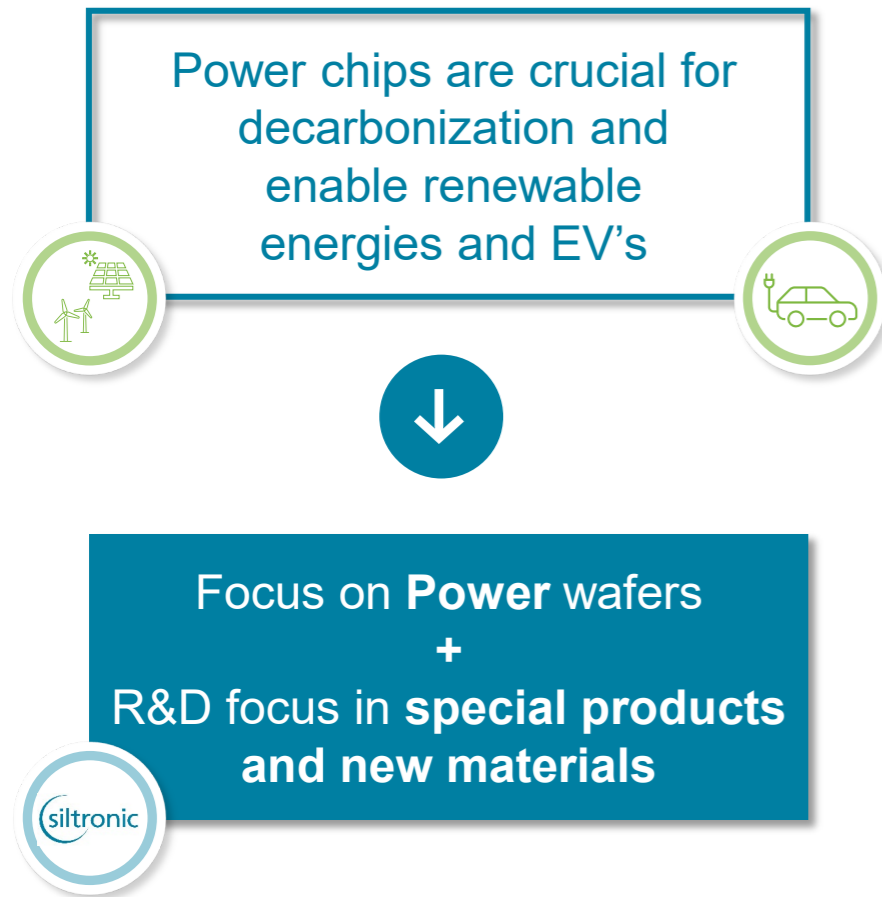 Power chips are crucial for
decarbonization and
enable renewable
energies and EV’s
Focus on Power wafers
+
R&D focus in special products
and new materials
siltronic